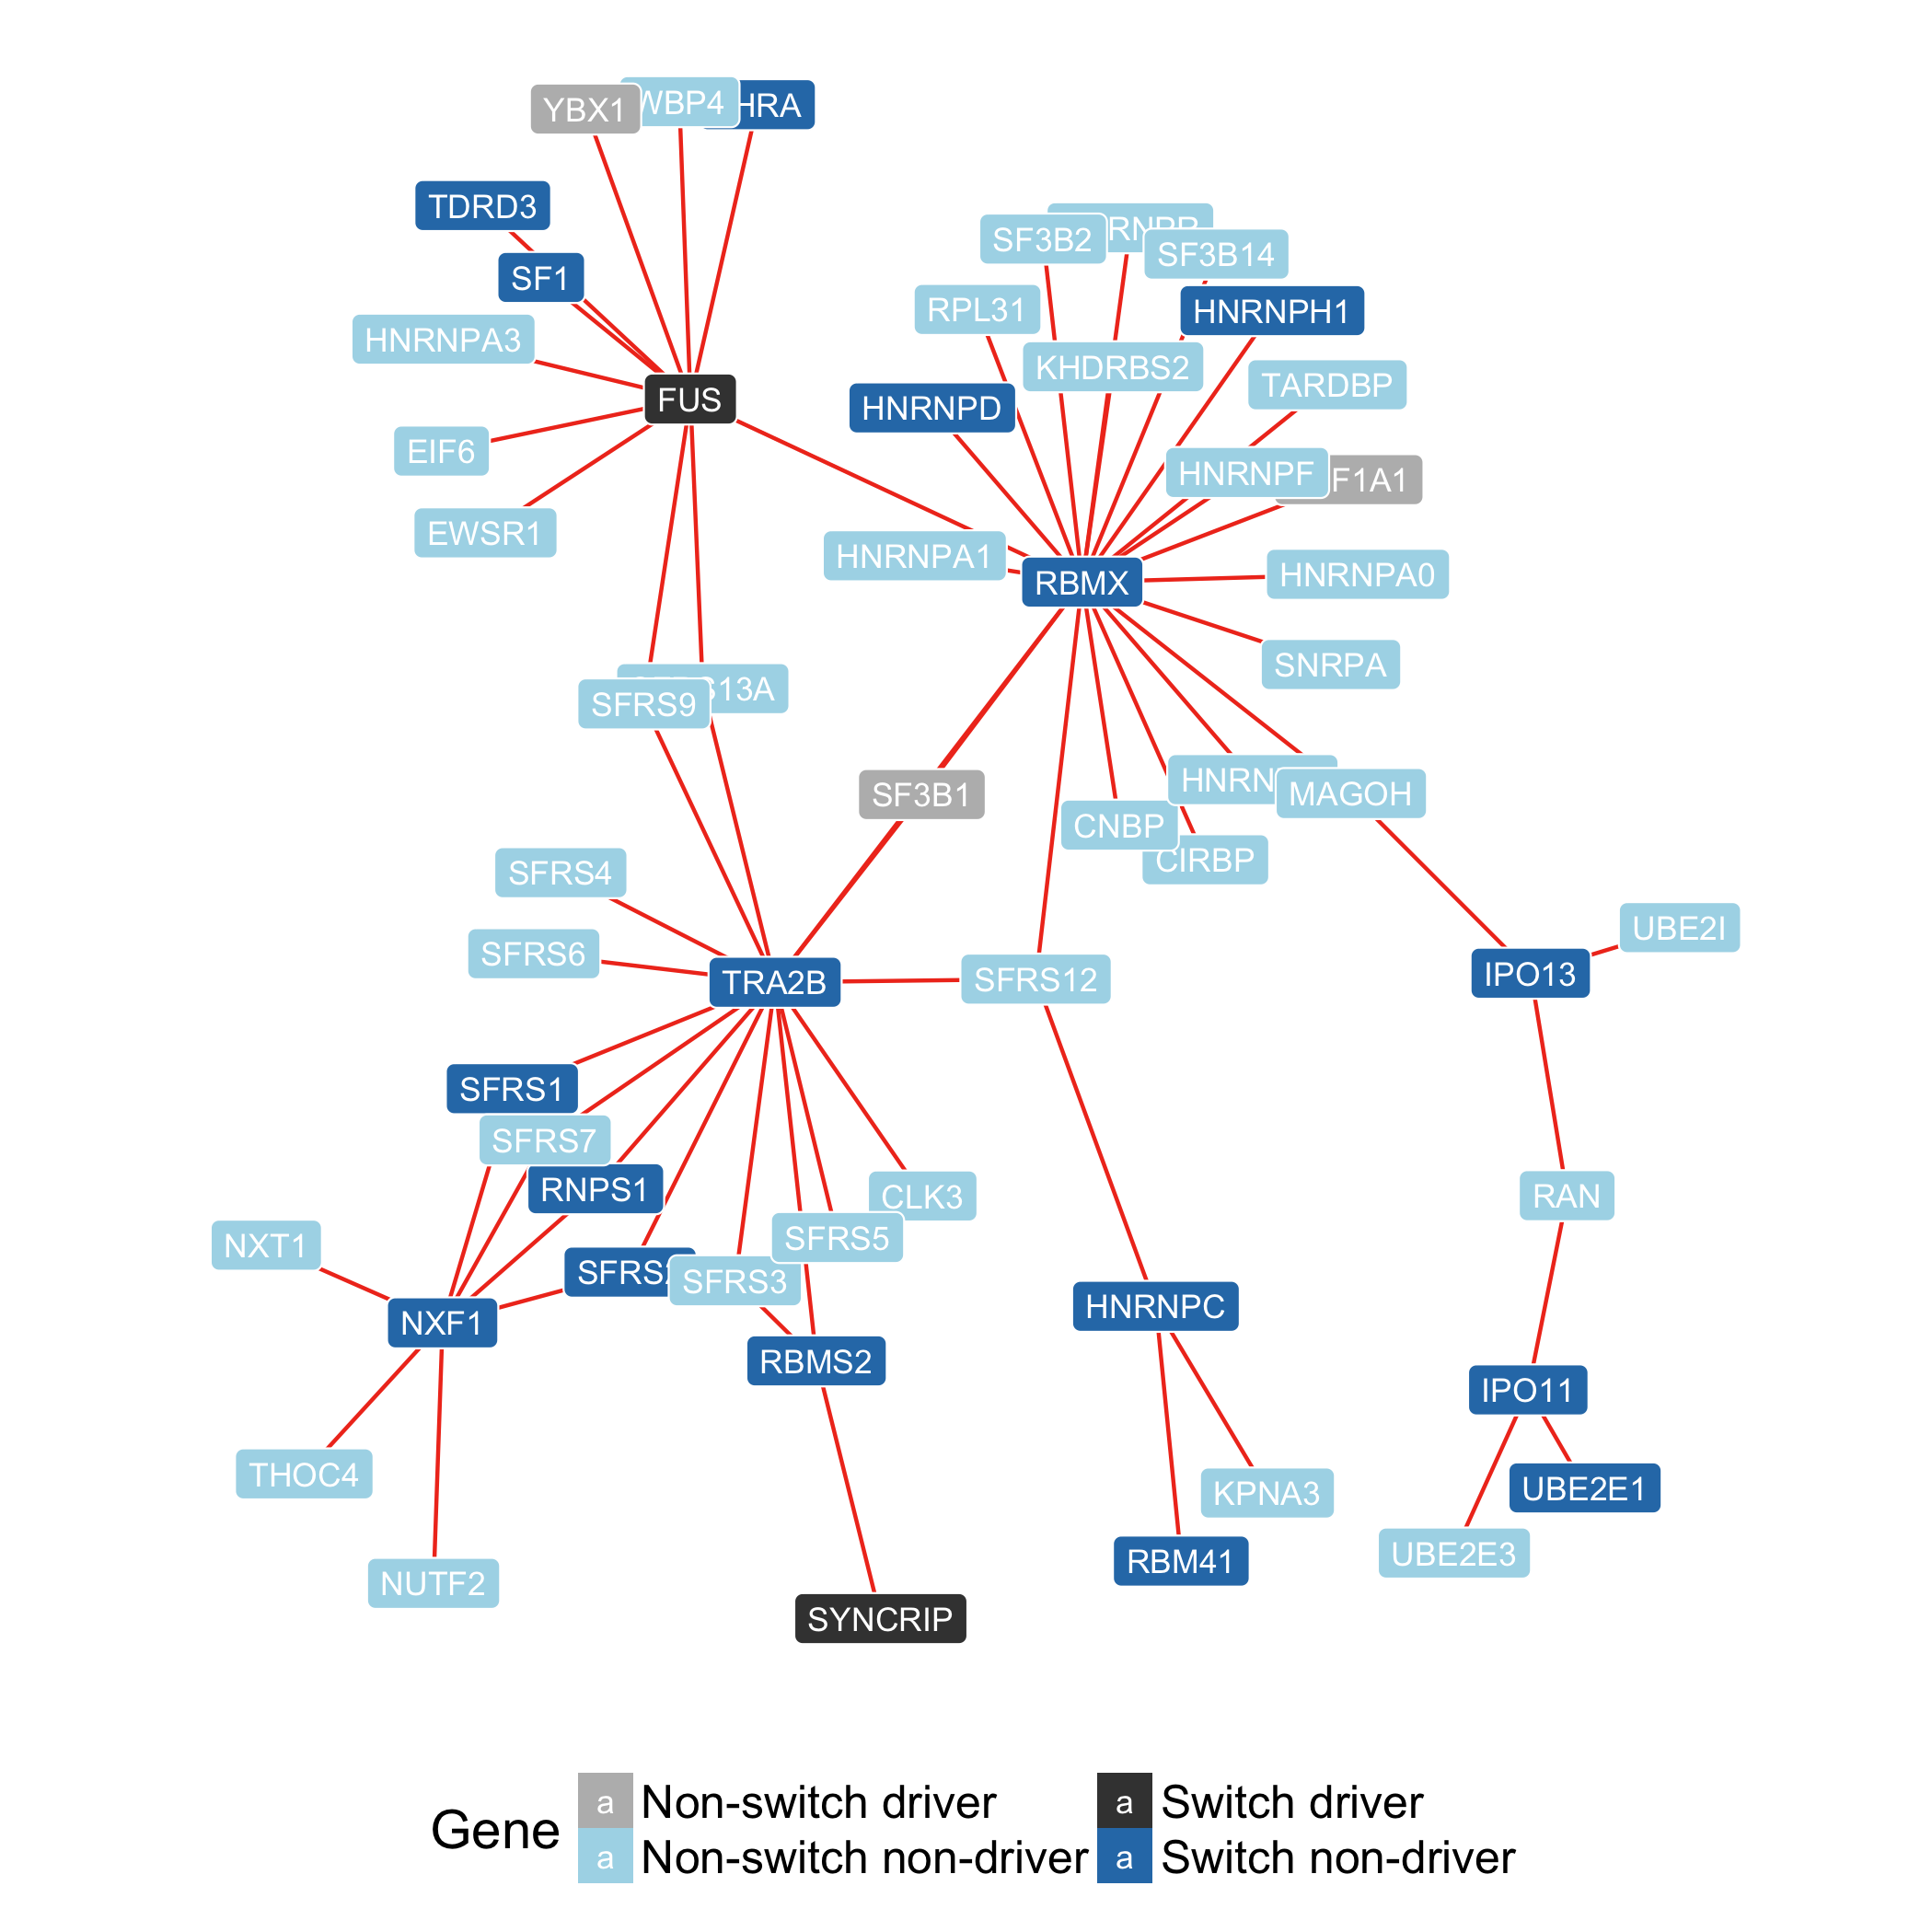 YBX1
WBP4
HRA
TDRD3
SF1
HNRNPA3
FUS
EIF6
EWSR1
SF3B2
SF3B14
RPL31
HNRNPH1
KHDRBS2
TARDBP
HNRNPD
HNRNPF
F1A1
HNRNPA1
RBMX
HNRNPA0
SNRPA
13A
SFRS9
SF3B1
HNRN
MAGOH
CNBP
CIRBP
SFRS4
SFRS6
TRA2B
SFRS12
UBE2I
IPO13
SFRS1
SFRS7
RNPS1
CLK3
RAN
NXT1
SFRS5
SFRS
SFRS3
NXF1
HNRNPC
RBMS2
IPO11
THOC4
KPNA3
UBE2E1
RBM41
UBE2E3
NUTF2
SYNCRIP
Gene
a Non-switch driver
a Switch driver
a Non-switch non-driver
a Switch non-driver